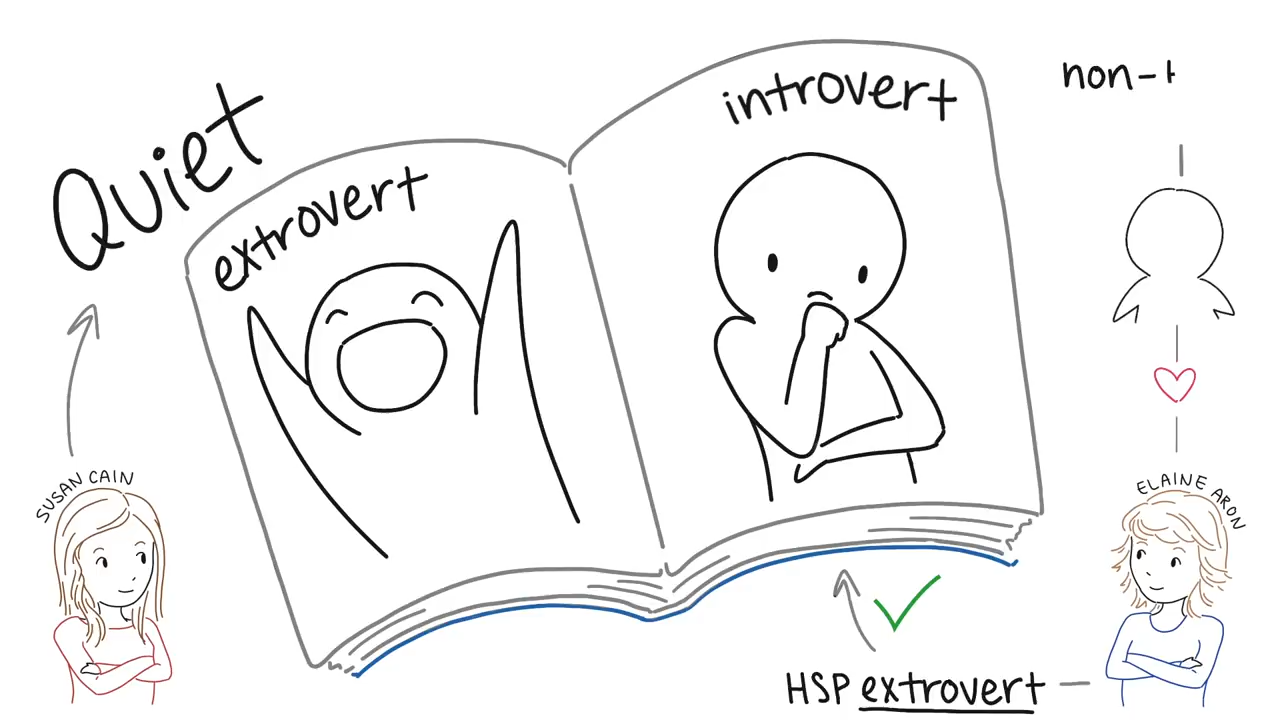 Quiet
extrovert
introvert
non-
SUSAN CAIN
ELAINE ARON
HSP extrovert